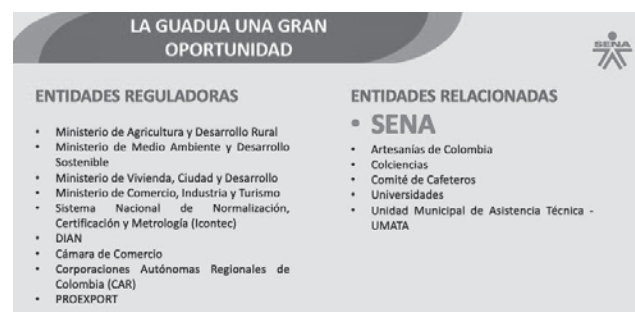 LA GUADUA UNA GRAN
OPORTUNIDAD
SENA
ENTIDADES REGULADORAS
• Ministerio de Agricultura y Desarrollo Rural
• Ministerio de Medio Ambiente y Desarrollo
Sostenible
• Ministerio de Vivienda, Ciudad y Desarrollo
• Ministerio de Comercio, Industria y Turismo
• Sistema Nacional de Normalización,
Certificación y Metrología (Icontec)
• DIAN
• Cámara de Comercio
• Corporaciones Autónomas Regionales de
Colombia (CAR)
• PROEXPORT
ENTIDADES RELACIONADAS
• SENA
• Artesanías de Colombia
• Colciencias
• Comité de Cafeteros
• Universidades
• Unidad Municipal de Asistencia Técnica -
UMATA